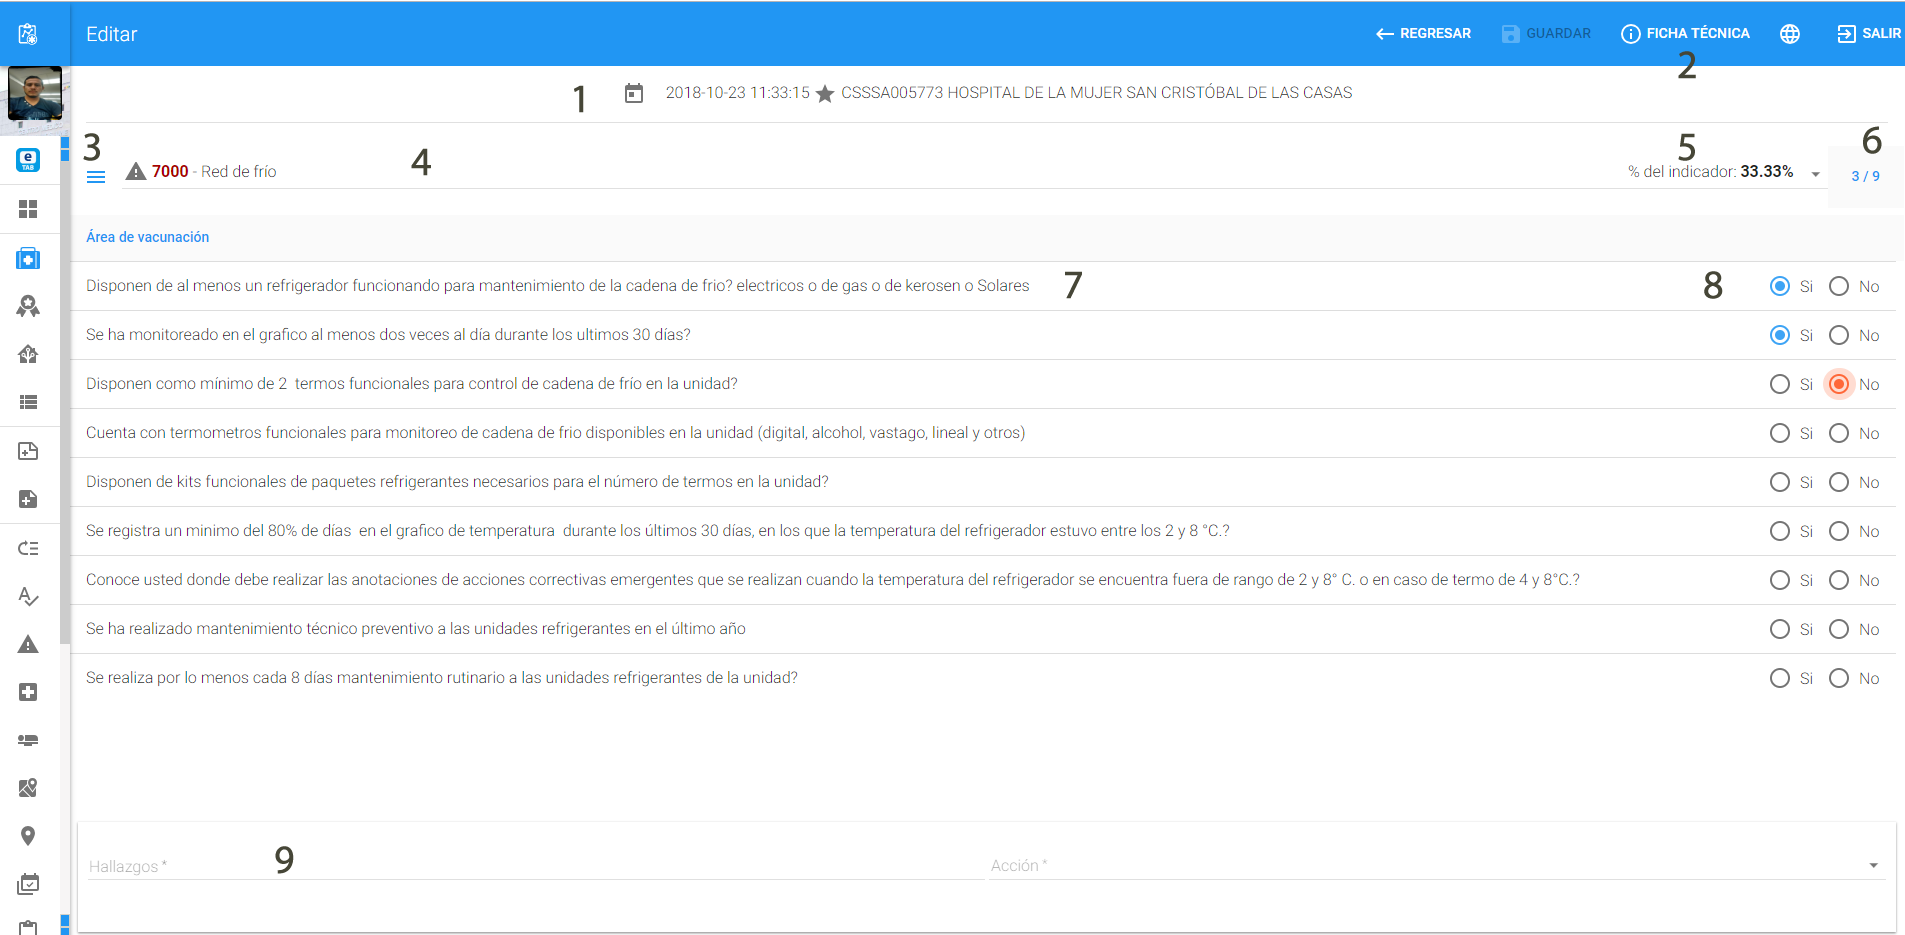 Editar
REGRESAR
GUARDAR
FICHA TÉCNICA
SALIR
2
1
2018-10-23 11:33:15 CSSSA005773 HOSPITAL DE LA MUJER SAN CRISTÓBAL DE LAS CASAS
e
TAB
3
7000 - Red de frío
4
5
% del indicador: 33.33%
6
3 / 9
Área de vacunación
Disponen de al menos un refrigerador funcionando para mantenimiento de la cadena de frio? electricos o de gas o de kerosen o Solares 7 8 Si No
Se ha monitoreado en el grafico al menos dos veces al día durante los ultimos 30 días? Si No
Disponen como mínimo de 2  termos funcionales para control de cadena de frío en la unidad? Si No
Cuenta con termometros funcionales para monitoreo de cadena de frio disponibles en la unidad (digital, alcohol, vastago, lineal y otros) Si No
Disponen de kits funcionales de paquetes refrigerantes necesarios para el número de termos en la unidad? Si No
Se registra un minimo del 80% de días  en el grafico de temperatura  durante los últimos 30 días, en los que la temperatura del refrigerador estuvo entre los 2 y 8 °C.? Si No
Conoce usted donde debe realizar las anotaciones de acciones correctivas emergentes que se realizan cuando la temperatura del refrigerador se encuentra fuera de rango de 2 y 8° C. o en caso de termo de 4 y 8°C.? Si No
Se ha realizado mantenimiento técnico preventivo a las unidades refrigerantes en el último año Si No
Se realiza por lo menos cada 8 días mantenimiento rutinario a las unidades refrigerantes de la unidad? Si No
Hallazgos *
9
Acción *